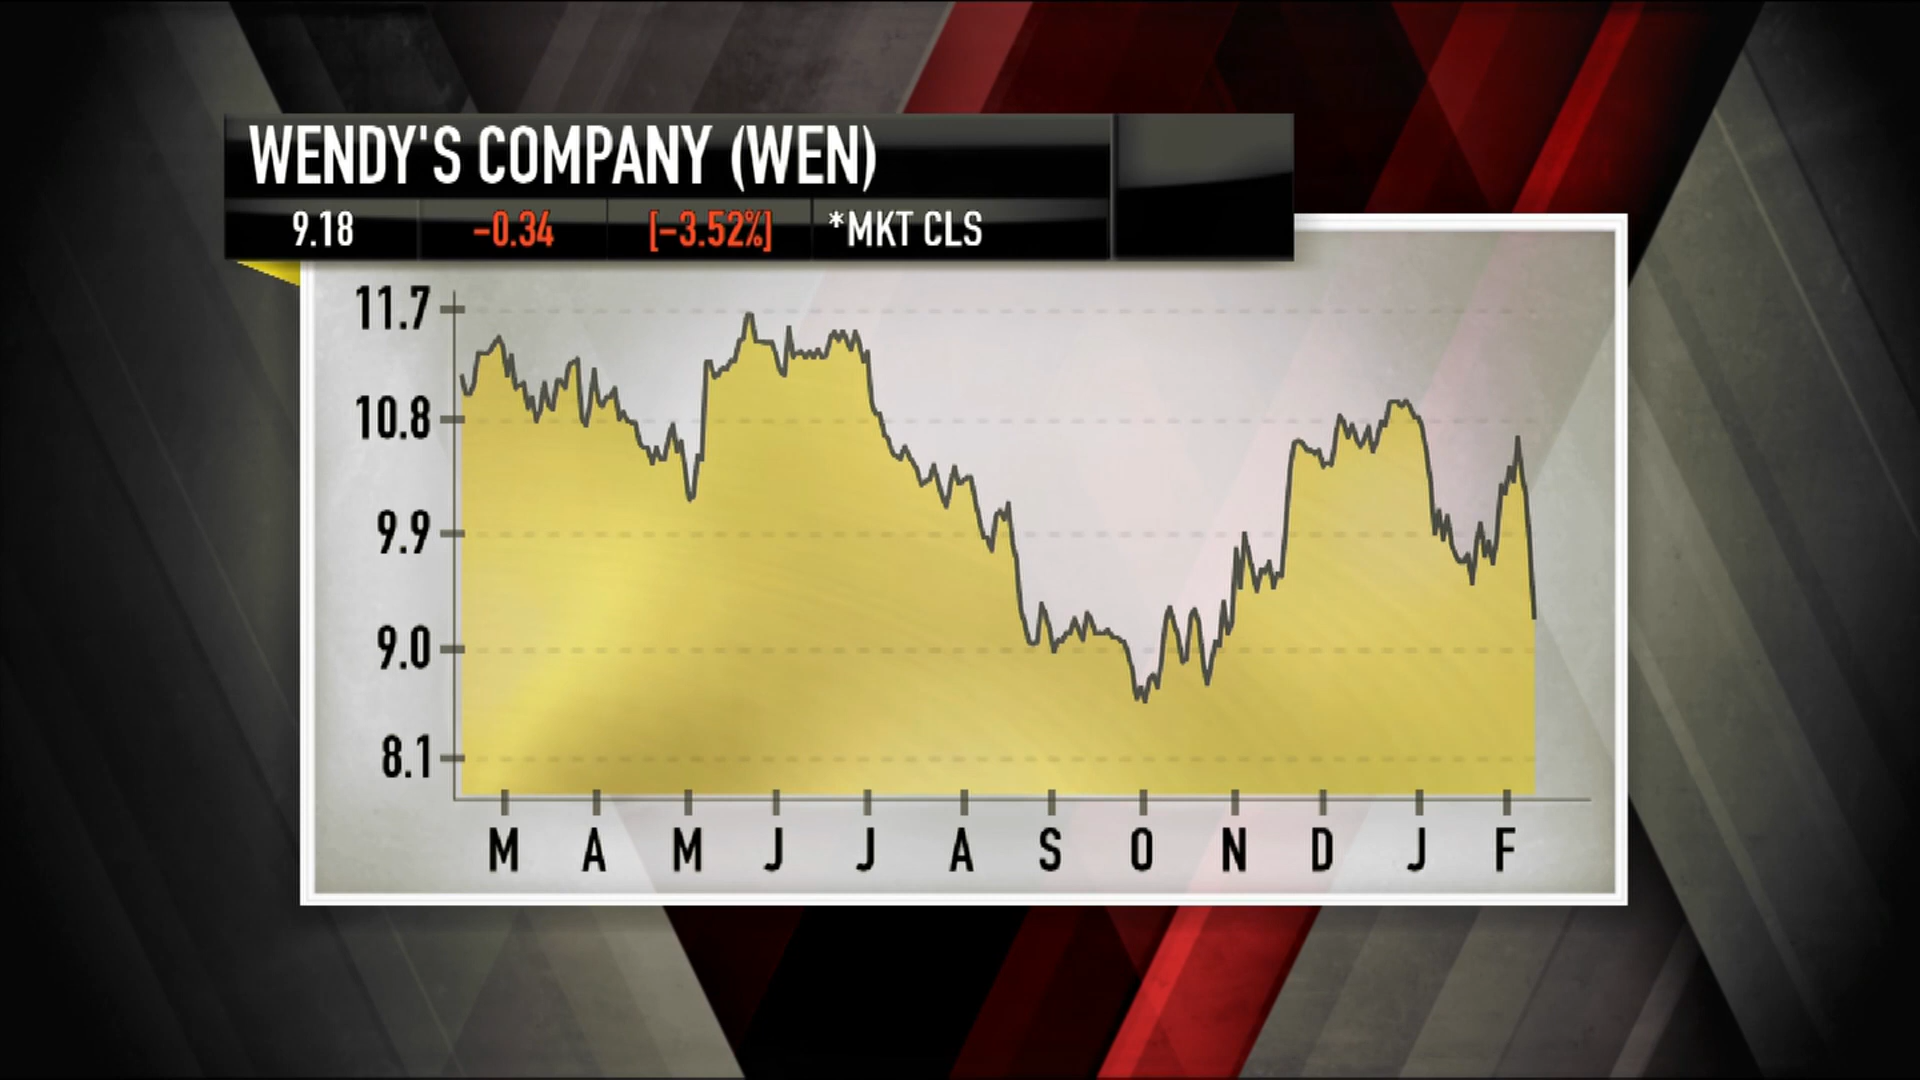 WENDY'S COMPANY (WEN)
9.18 -0.34 [-3.52%] *MKT CLS
11.7
10.8
9.9
9.0
8.1
M A M J J A S O N D J F